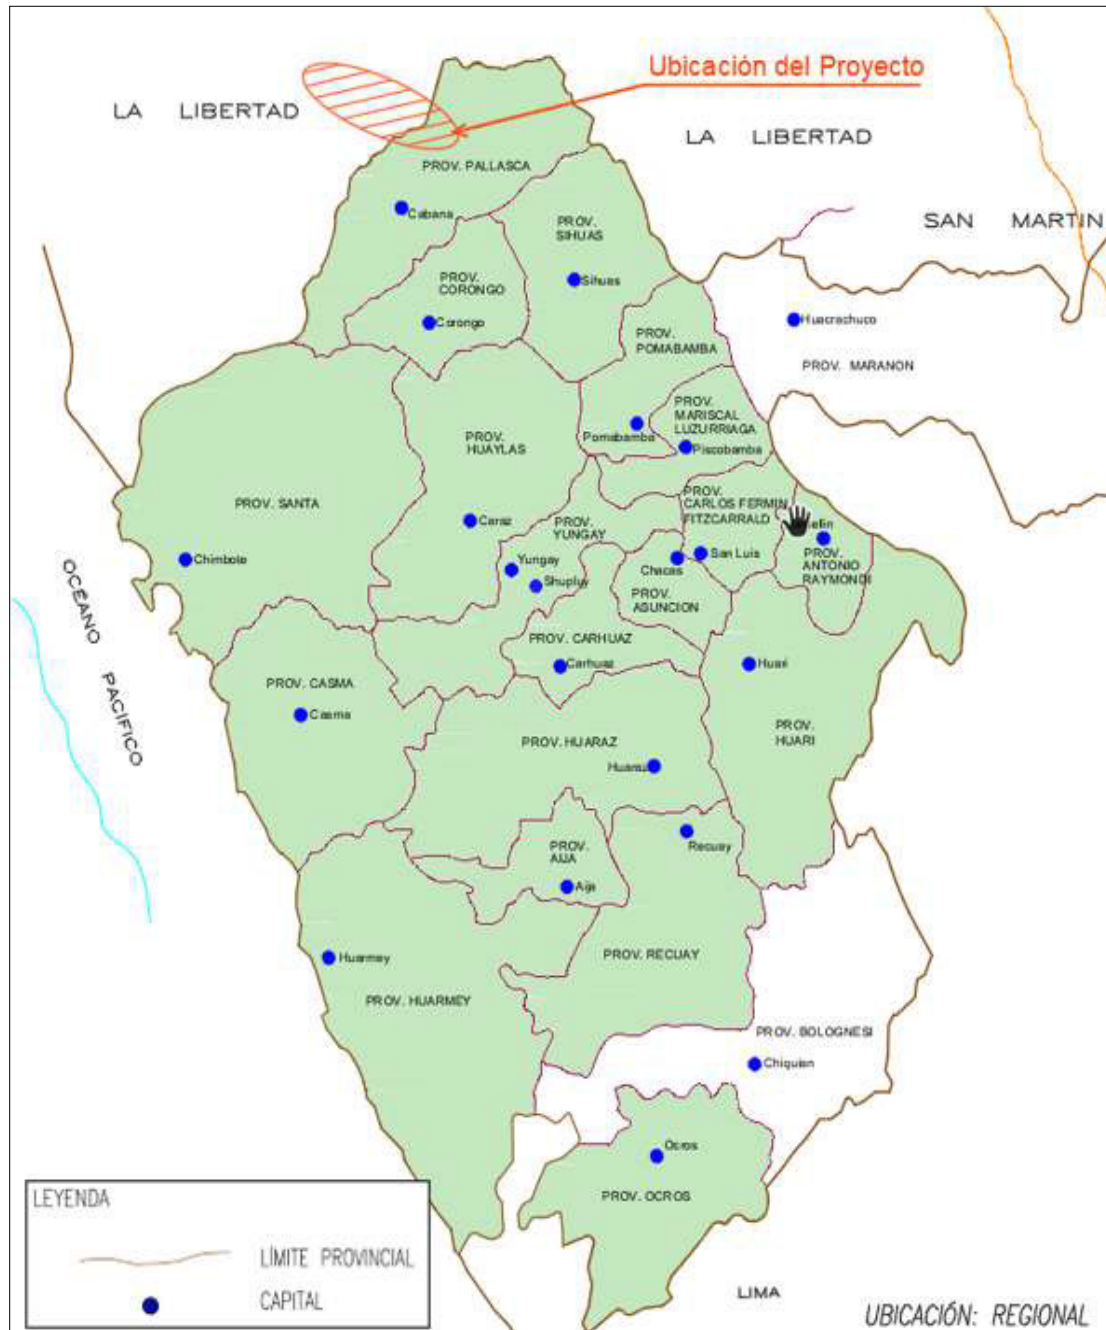 Ubicación del Proyecto
LA LIBERTAD
LA LIBERTAD
PROV. PALLASCA
Cabana
SAN MARTIN
PROV.
SIHUAS
Sihuas
PROV.
CORONGO
Corongo
Huacrachuco
PROV. MARANON
PROV.
POMABAMBA
Pomabamba
PROV.
MARISCAL
LUZURRIAGA
Piscobamba
PROV.
HUAYLAS
Caraz
PROV. SANTA
Chimbote
PROV.
CARLOS FERMIN
FITZCARRALD
San Luis
PROV.
YUNGAY
Yungay
Shupluy
Chacas
PROV.
ASUNCION
PROV.
ANTONIO
RAYMONDI
OCÉANO PACÍFICO
PROV. CARHUAZ
Carhuaz
Huari
PROV.
HUARI
PROV. CASMA
Casma
PROV. HUARAZ
Huaraz
Recuay
PROV.
AIJA
Aija
PROV. RECUAY
Huarmey
PROV. HUARMEY
PROV. BOLOGNESI
Chiquian
Ocros
PROV. OCROS
LEYENDA
LÍMITE PROVINCIAL
CAPITAL
LIMA
UBICACIÓN: REGIONAL